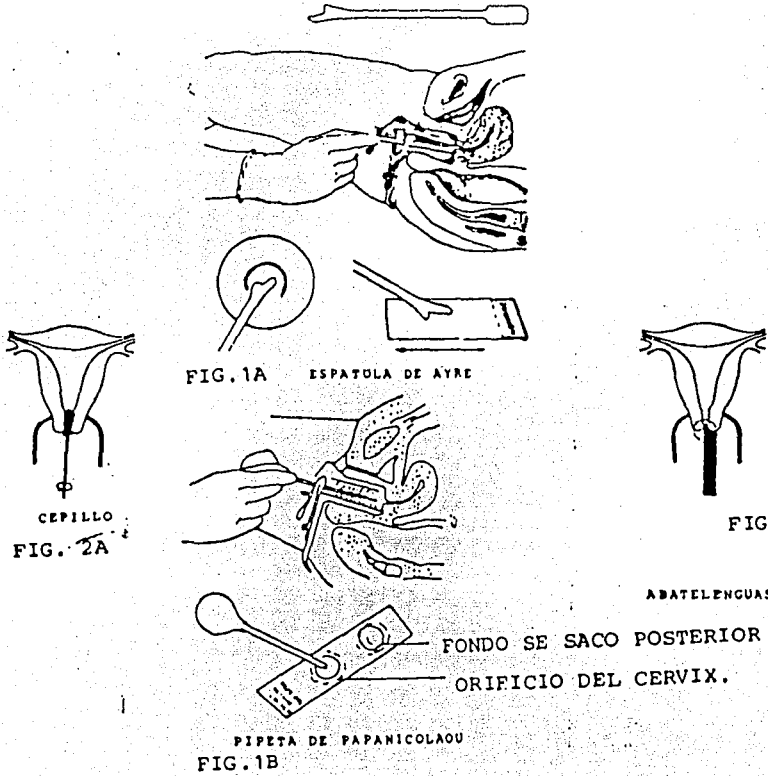 FIG.1A ESPATULA DE AYRE
CEPILLO
FIG. 2A
FIG
ABATELENGUAS
FONDO SE SACO POSTERIOR
ORIFICIO DEL CERVIX.
PIPETA DE PAPANICOLAOU
FIG.1B